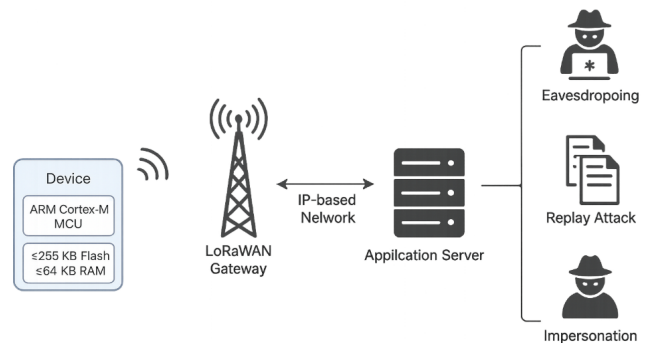 Device
ARM Cortex-M
MCU
≤255 KB Flash
≤64 KB RAM
LoRaWAN
Gateway
IP-based
Network
Appilcation Server
Eavesdropoing
Replay Attack
Impersonation